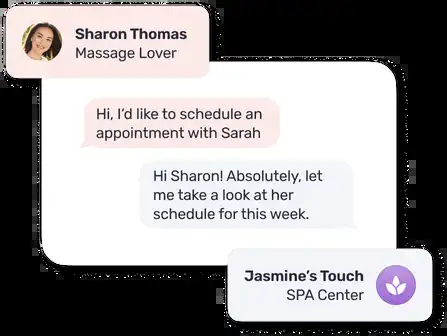 Sharon Thomas
Massage Lover
Hi, I’d like to schedule an
appointment with Sarah
Hi Sharon! Absolutely, let
me take a look at her
schedule for this week.
Jasmine’s Touch
SPA Center